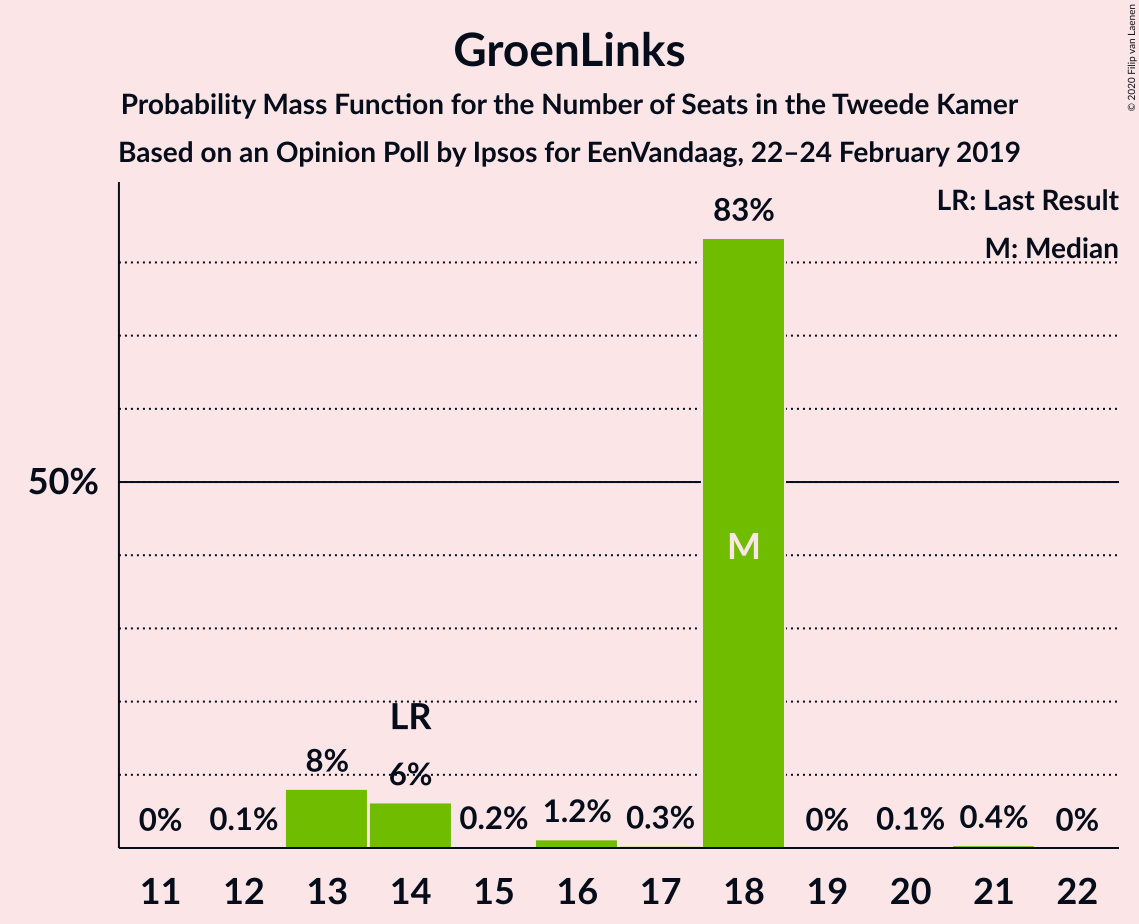 GroenLinks
Probability Mass Function for the Number of Seats in the Tweede Kamer
Based on an Opinion Poll by Ipsos for EenVandaag, 22–24 February 2019
© 2020 Filip van Laenen
LR: Last Result
M: Median
83%
50%
M
LR
8%
6%
0%
0.1%
0.2%
1.2%
0.3%
0%
0.1%
0.4%
0%
11 12 13 14 15 16 17 18 19 20 21 22